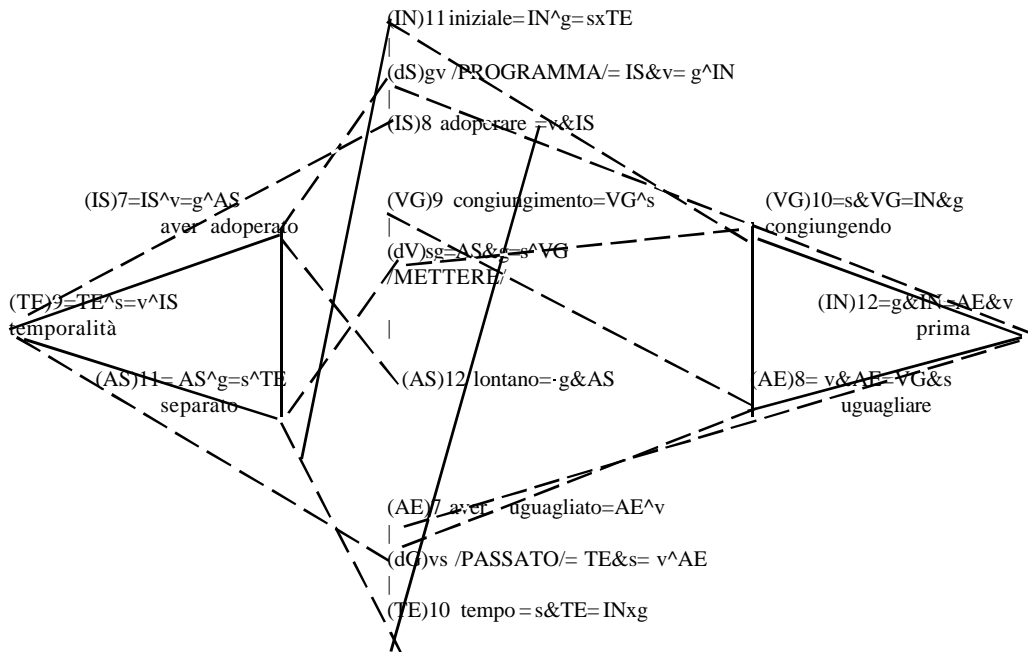 (IN)11 iniziale=IN^g=sxTE
(dS)gv /PROGRAMMA/= IS&v= g^IN
(IS)8 adoperare =v&IS
(IS)7=IS^v=g^AS
aver adoperato
(VG)9 congiungimento=VG^s
(VG)10=s&VG=IN&g
congiungendo
(dV)sg=AS&g=s^VG
/METTERE/
(TE)9=TE^s=v^IS
temporalità
(IN)12=g&IN=AE&v
prima
(AS)11= AS^g=s^TE
separato
(AS)12 lontano= g&AS
(AE)8= v&AE=VG&s
uguagliare
(AE)7 aver uguagliato=AE^v
(dG)vs /PASSATO/= TE&s= v^AE
(TE)10 tempo = s&TE= INxg